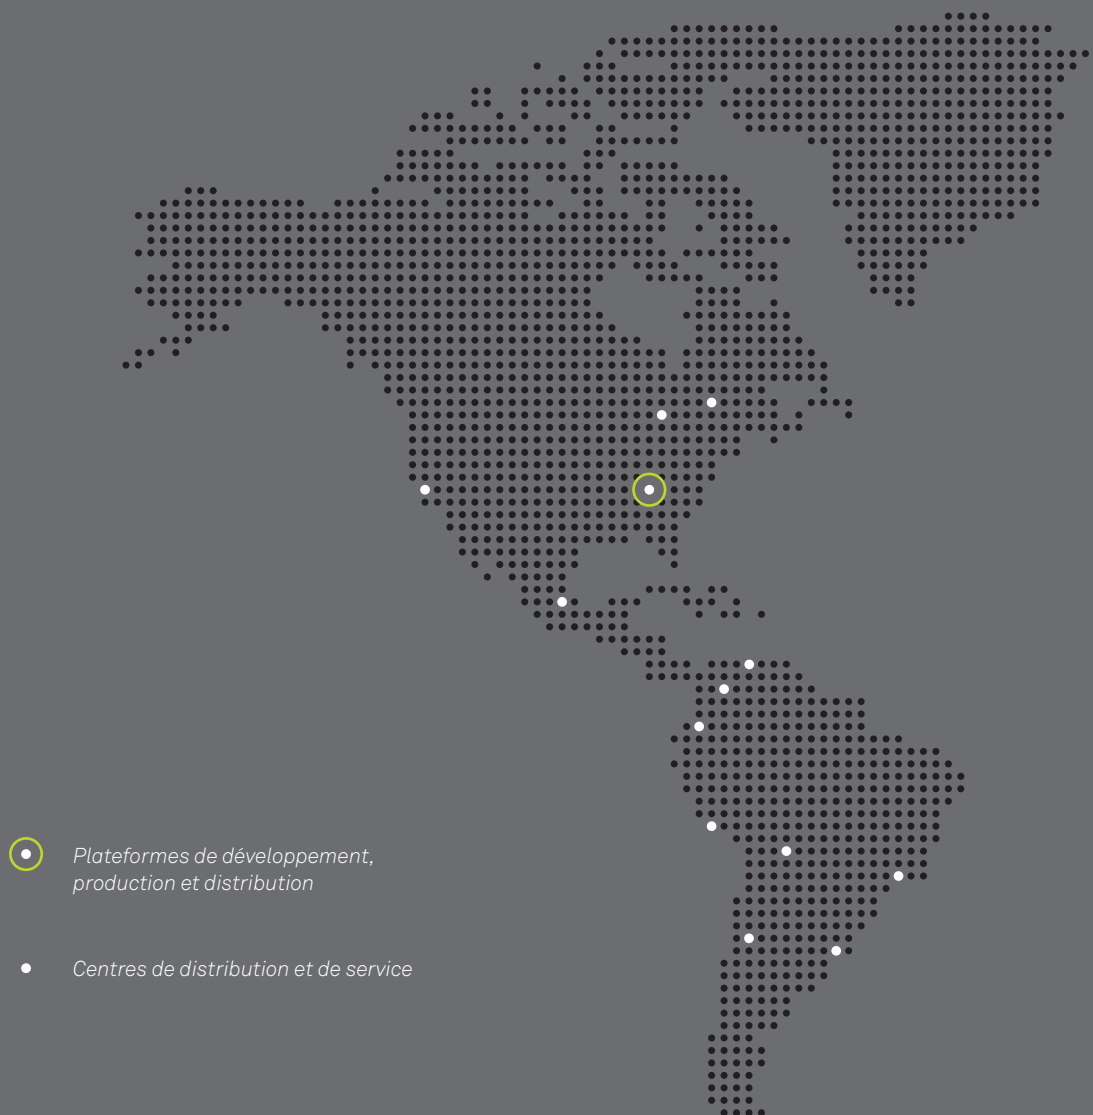 Plateformes de développement,
production et distribution
Centres de distribution et de service